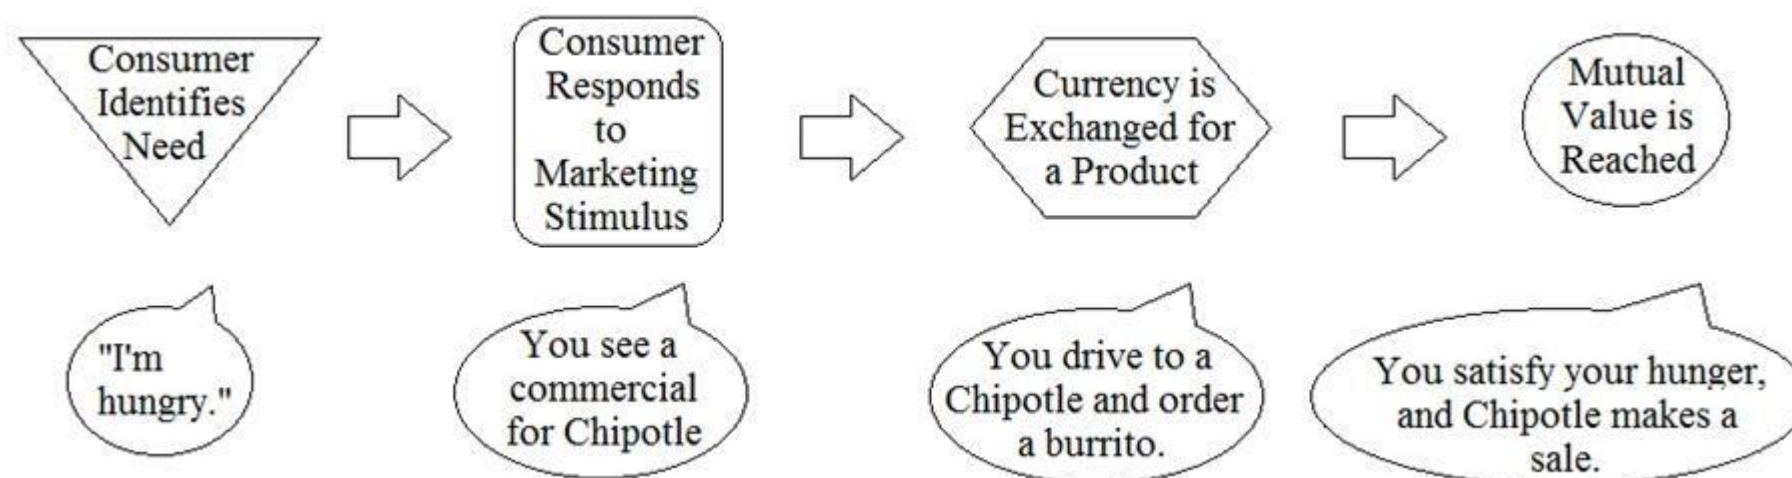 Consumer
Identifies
Need
Consumer
Responds
to
Marketing
Stimulus
Currency is
Exchanged for
a Product
Mutual
Value is
Reached
"I'm
hungry."
You see a
commercial
for Chipotle
You drive to a
Chipotle and order
a burrito.
You satisfy your hunger,
and Chipotle makes a
sale.